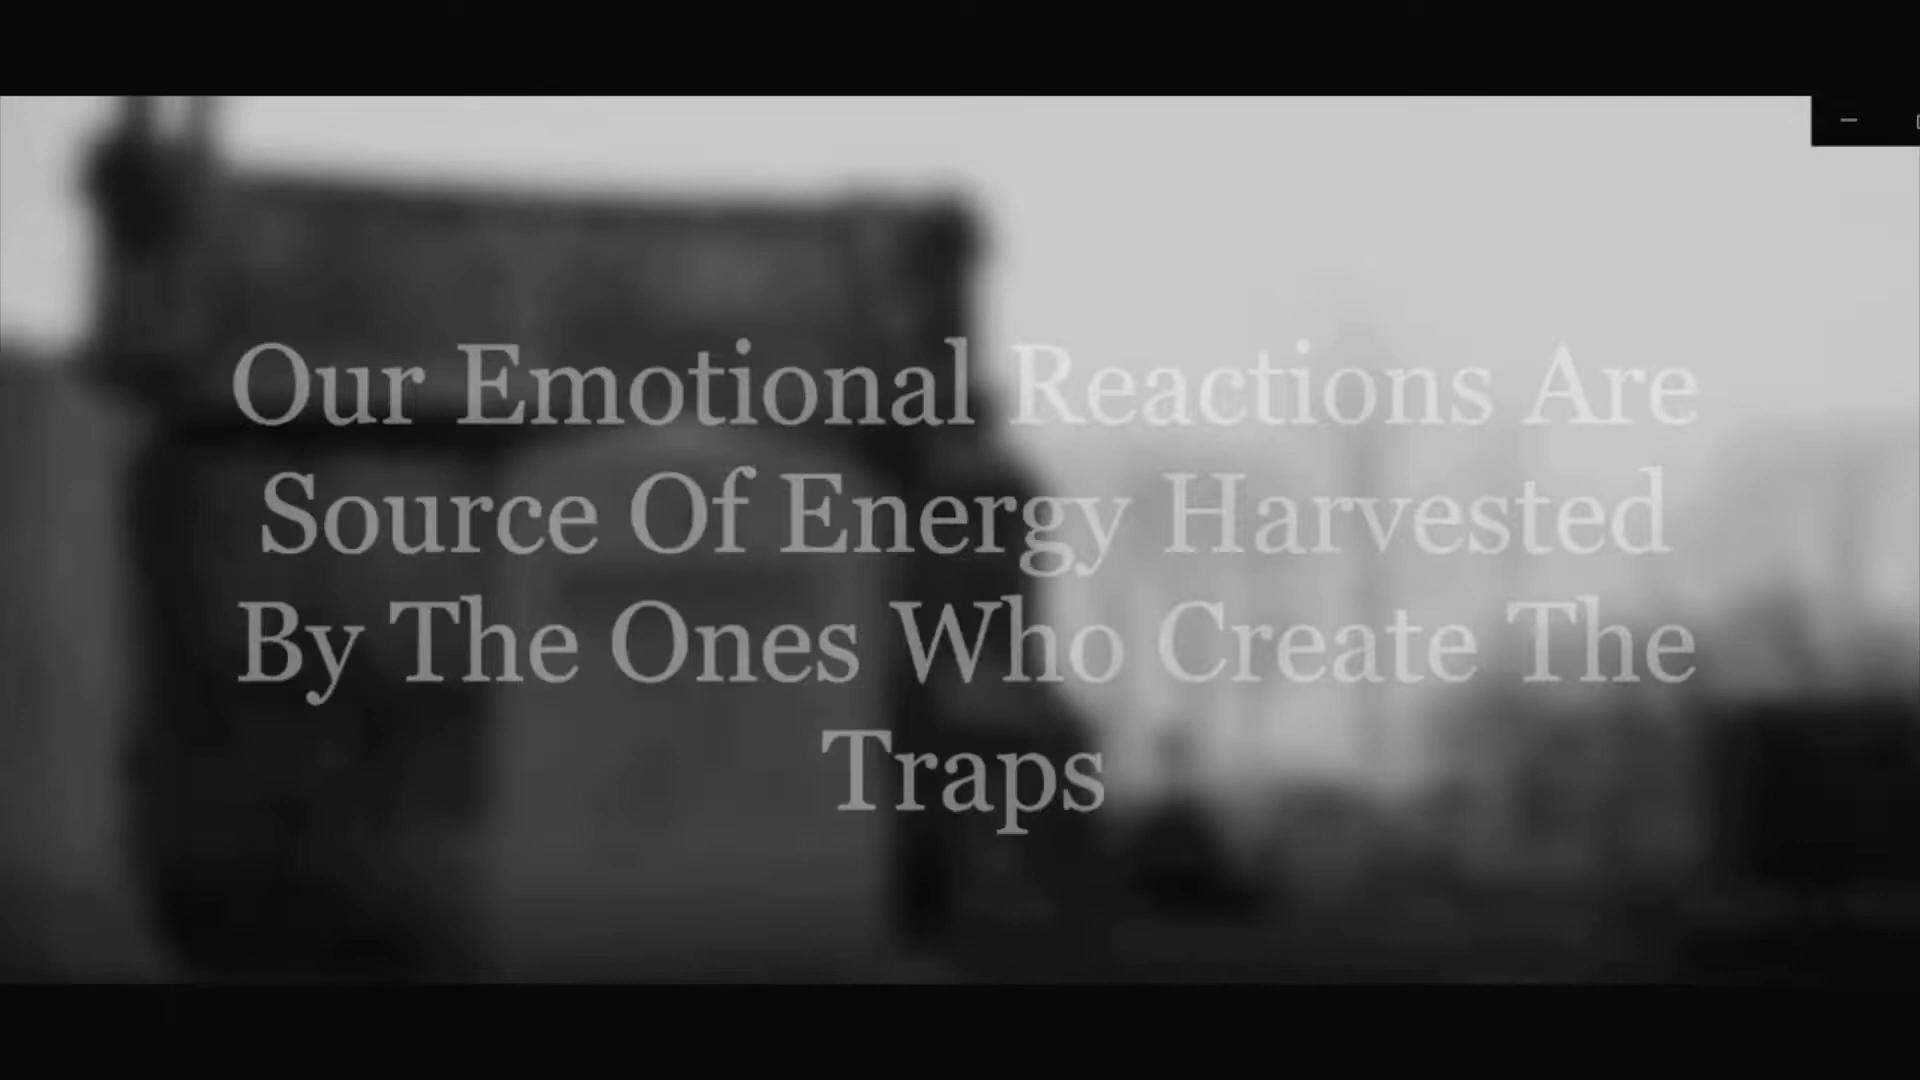 Our Emotional Reactions Are
Source Of Energy Harvested
By The Ones Who Create The
Traps